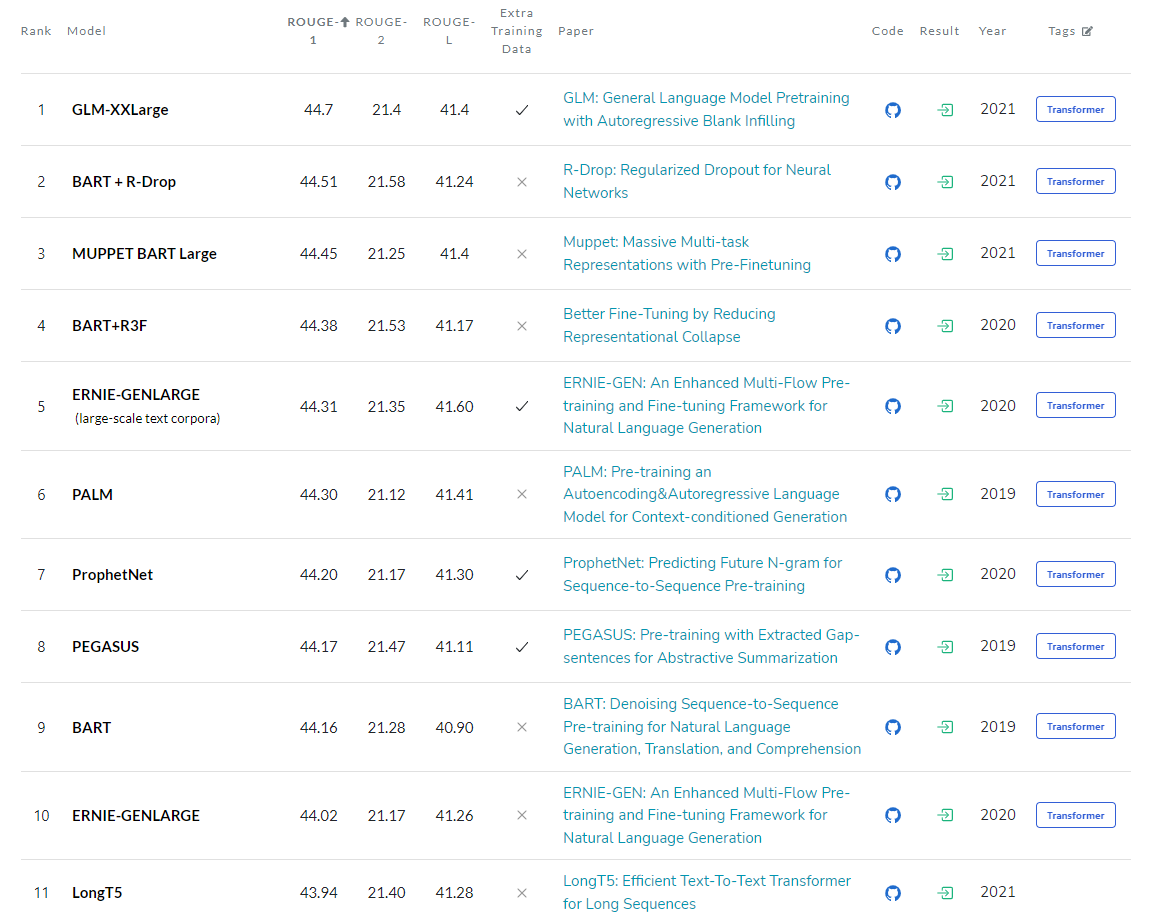 Rank Model ROUGE-1 ROUGE-2 ROUGE-L Extra Training Data Paper Code Result Year Tags
1 GLM-XXLarge 44.7 21.4 41.4 ✓ GLM: General Language Model Pretraining 2021 Transformer
with Autoregressive Blank Infilling
2 BART + R-Drop 44.51 21.58 41.24 × R-Drop: Regularized Dropout for Neural 2021 Transformer
Networks
3 MUPPET BART Large 44.45 21.25 41.4 × Muppet: Massive Multi-task 2021 Transformer
Representations with Pre-Finetuning
4 BART+R3F 44.38 21.53 41.17 × Better Fine-Tuning by Reducing 2020 Transformer
Representational Collapse
5 ERNIE-GENLARGE 44.31 21.35 41.60 ✓ ERNIE-GEN: An Enhanced Multi-Flow Pre- 2020 Transformer
(large-scale text corpora) training and Fine-tuning Framework for
Natural Language Generation
6 PALM 44.30 21.12 41.41 × PALM: Pre-training an 2019 Transformer
Autoencoding&Autoregressive Language
Model for Context-conditioned Generation
7 ProphetNet 44.20 21.17 41.30 ✓ ProphetNet: Predicting Future N-gram for 2020 Transformer
Sequence-to-Sequence Pre-training
8 PEGASUS 44.17 21.47 41.11 ✓ PEGASUS: Pre-training with Extracted Gap- 2019 Transformer
sentences for Abstractive Summarization
9 BART 44.16 21.28 40.90 × BART: Denoising Sequence-to-Sequence 2019 Transformer
Pre-training for Natural Language
Generation, Translation, and Comprehension
10 ERNIE-GENLARGE 44.02 21.17 41.26 × ERNIE-GEN: An Enhanced Multi-Flow Pre- 2020 Transformer
training and Fine-tuning Framework for
Natural Language Generation
11 LongT5 43.94 21.40 41.28 × LongT5: Efficient Text-To-Text Transformer 2021
for Long Sequences